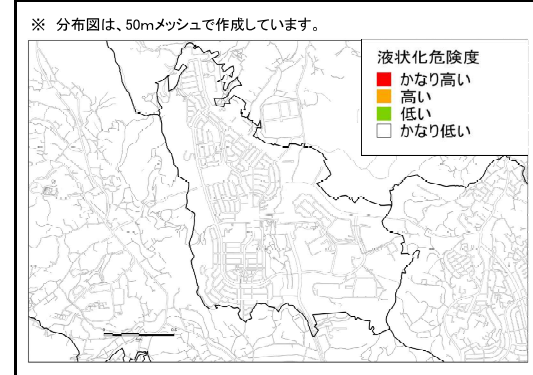 ※ 分布図は、50mメッシュで作成しています。
液状化危険度
かなり高い
高い
低い
かなり低い